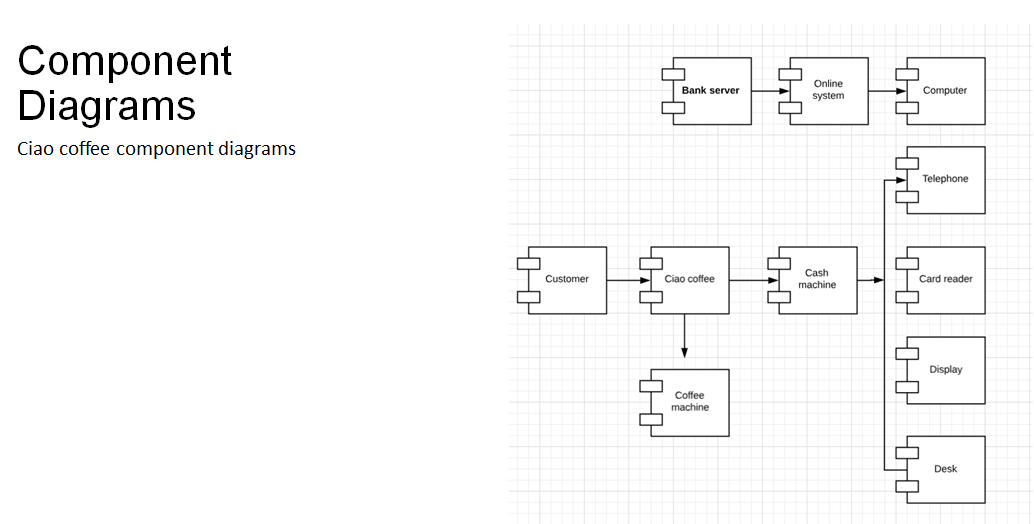 Component
Diagrams
Ciao coffee component diagrams
Bank server
Online
system
Computer
Telephone
Customer
Ciao coffee
Cash
machine
Card reader
Display
Coffee
machine
Desk